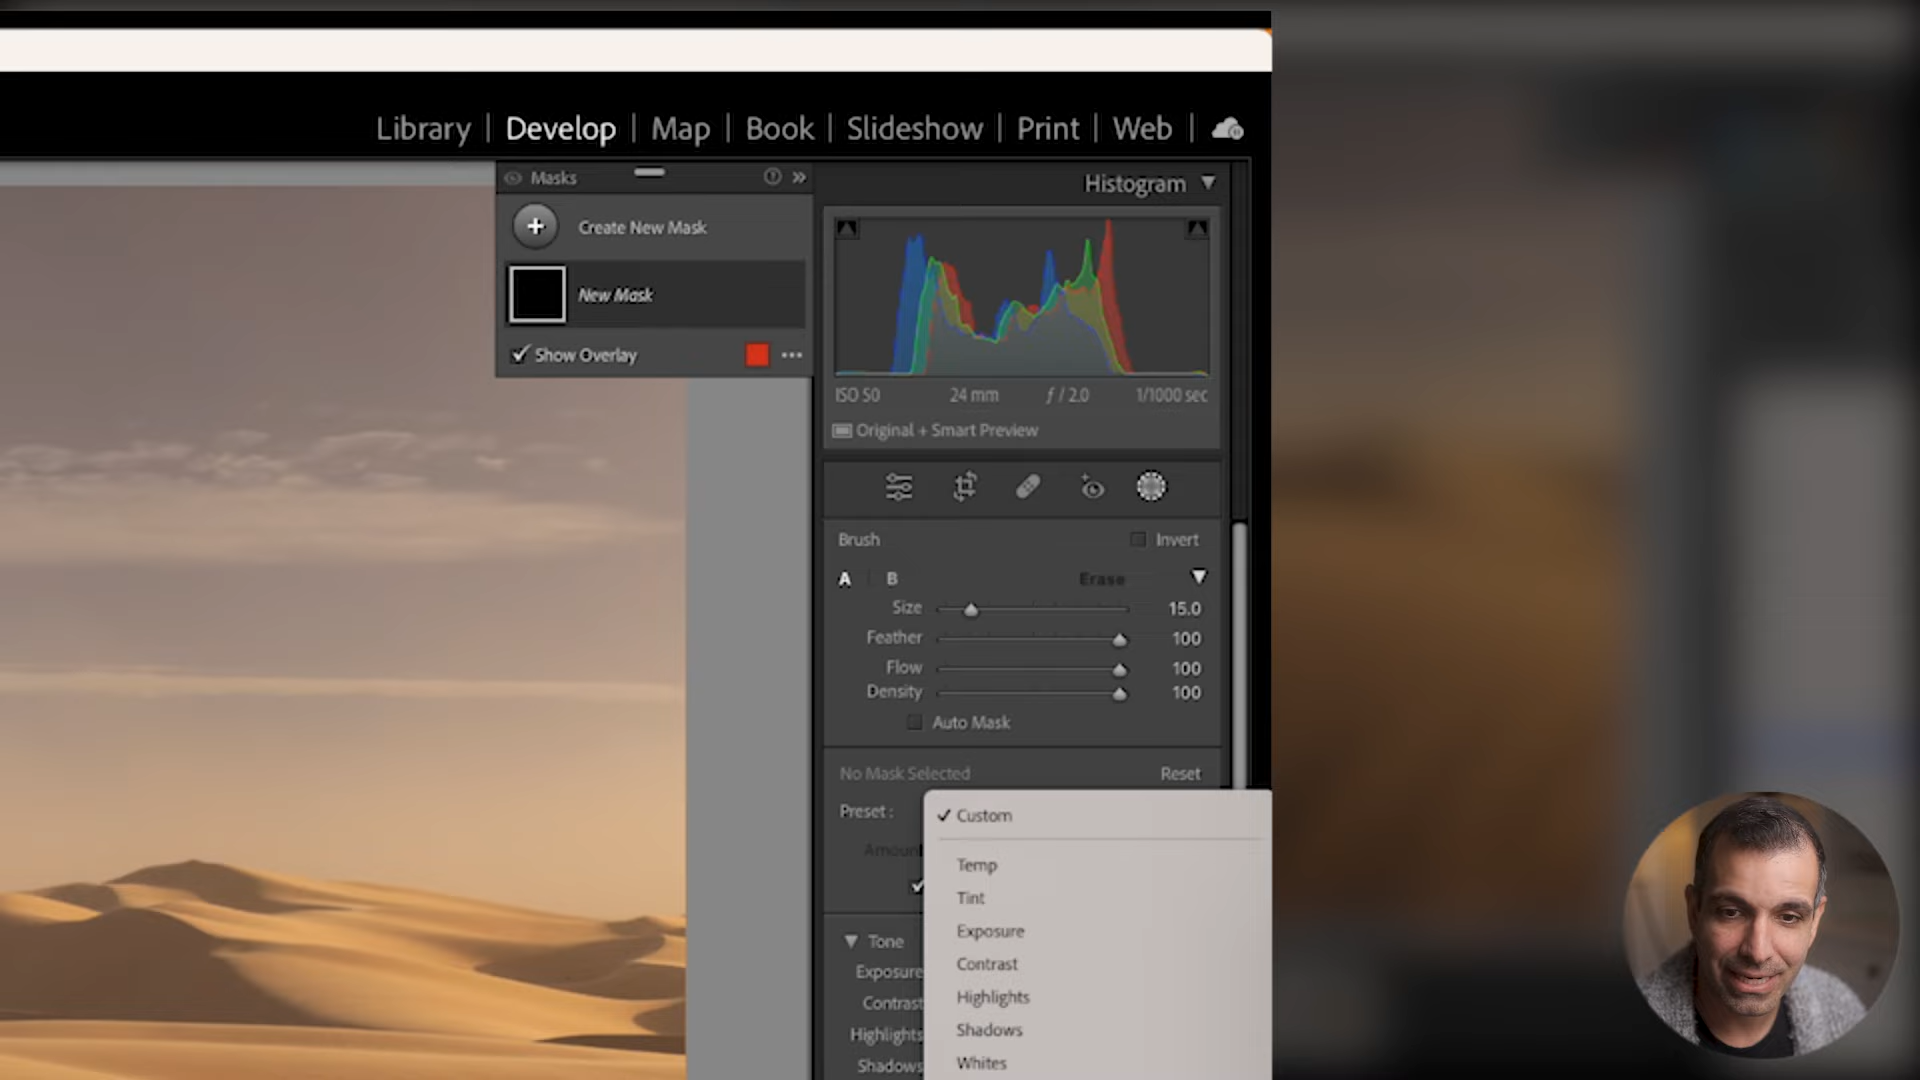 Library | Develop | Map | Book | Slideshow | Print | Web |
Masks
Create New Mask
New Mask
Show Overlay
Histogram
ISO 50 24 mm ƒ / 2.0 1/1000 sec
Original + Smart Preview
Brush Invert
A B Erase
Size 15.0
Feather 100
Flow 100
Density 100
Auto Mask
No Mask Selected Reset
Preset :
Amount
Tone
Exposure
Contrast
Highlights
Shadows
Custom
Temp
Tint
Exposure
Contrast
Highlights
Shadows
Whites